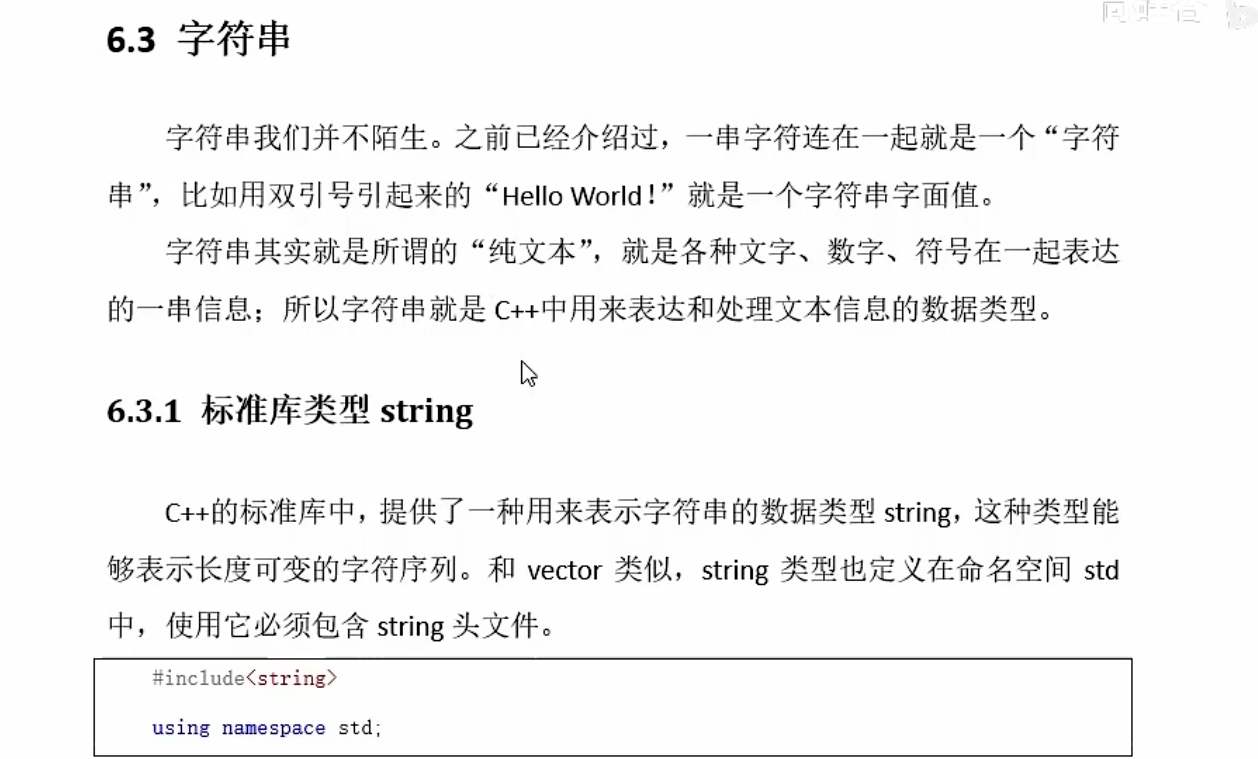 6.3 字符串
字符串我们并不陌生。之前已经介绍过，一串字符连在一起就是一个“字符
串”，比如用双引号引起来的“Hello World！”就是一个字符串字面值。
字符串其实就是所谓的“纯文本”，就是各种文字、数字、符号在一起表达
的一串信息；所以字符串就是 C++中用来表达和处理文本信息的数据类型。
6.3.1 标准库类型 string
C++的标准库中，提供了一种用来表示字符串的数据类型 string，这种类型能
够表示长度可变的字符序列。和 vector 类似，string 类型也定义在命名空间 std
中，使用它必须包含 string 头文件。
#include<string>
using namespace std;